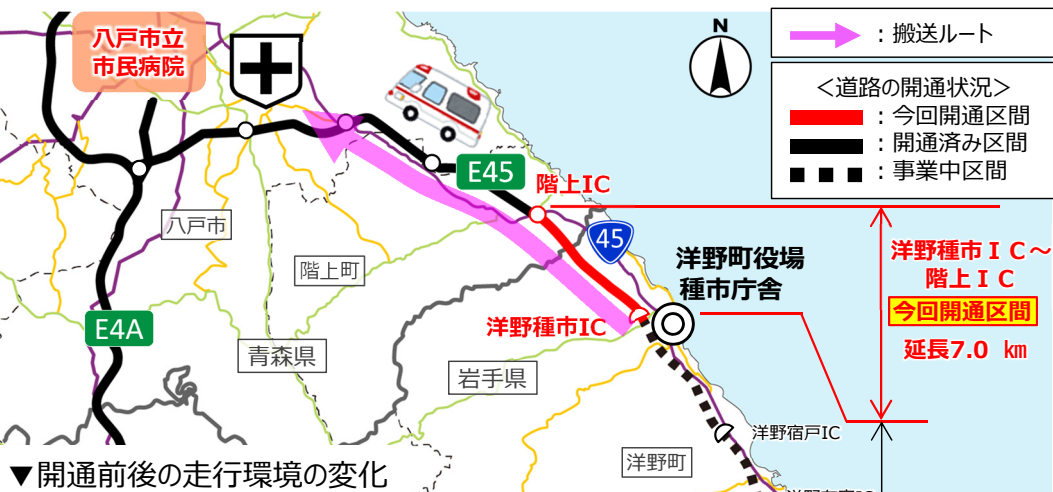 八戸市立
市民病院
N
：搬送ルート
＜道路の開通状況＞
：今回開通区間
：開通済み区間
：事業中区間
E45
階上IC
八戸市
45
階上町
洋野町役場
種市庁舎
洋野種市ＩＣ～
階上ＩＣ
今回開通区間
延長7.0 km
洋野種市IC
E4A
青森県
岩手県
洋野宿戸IC
洋野町
▼開通前後の走行環境の変化